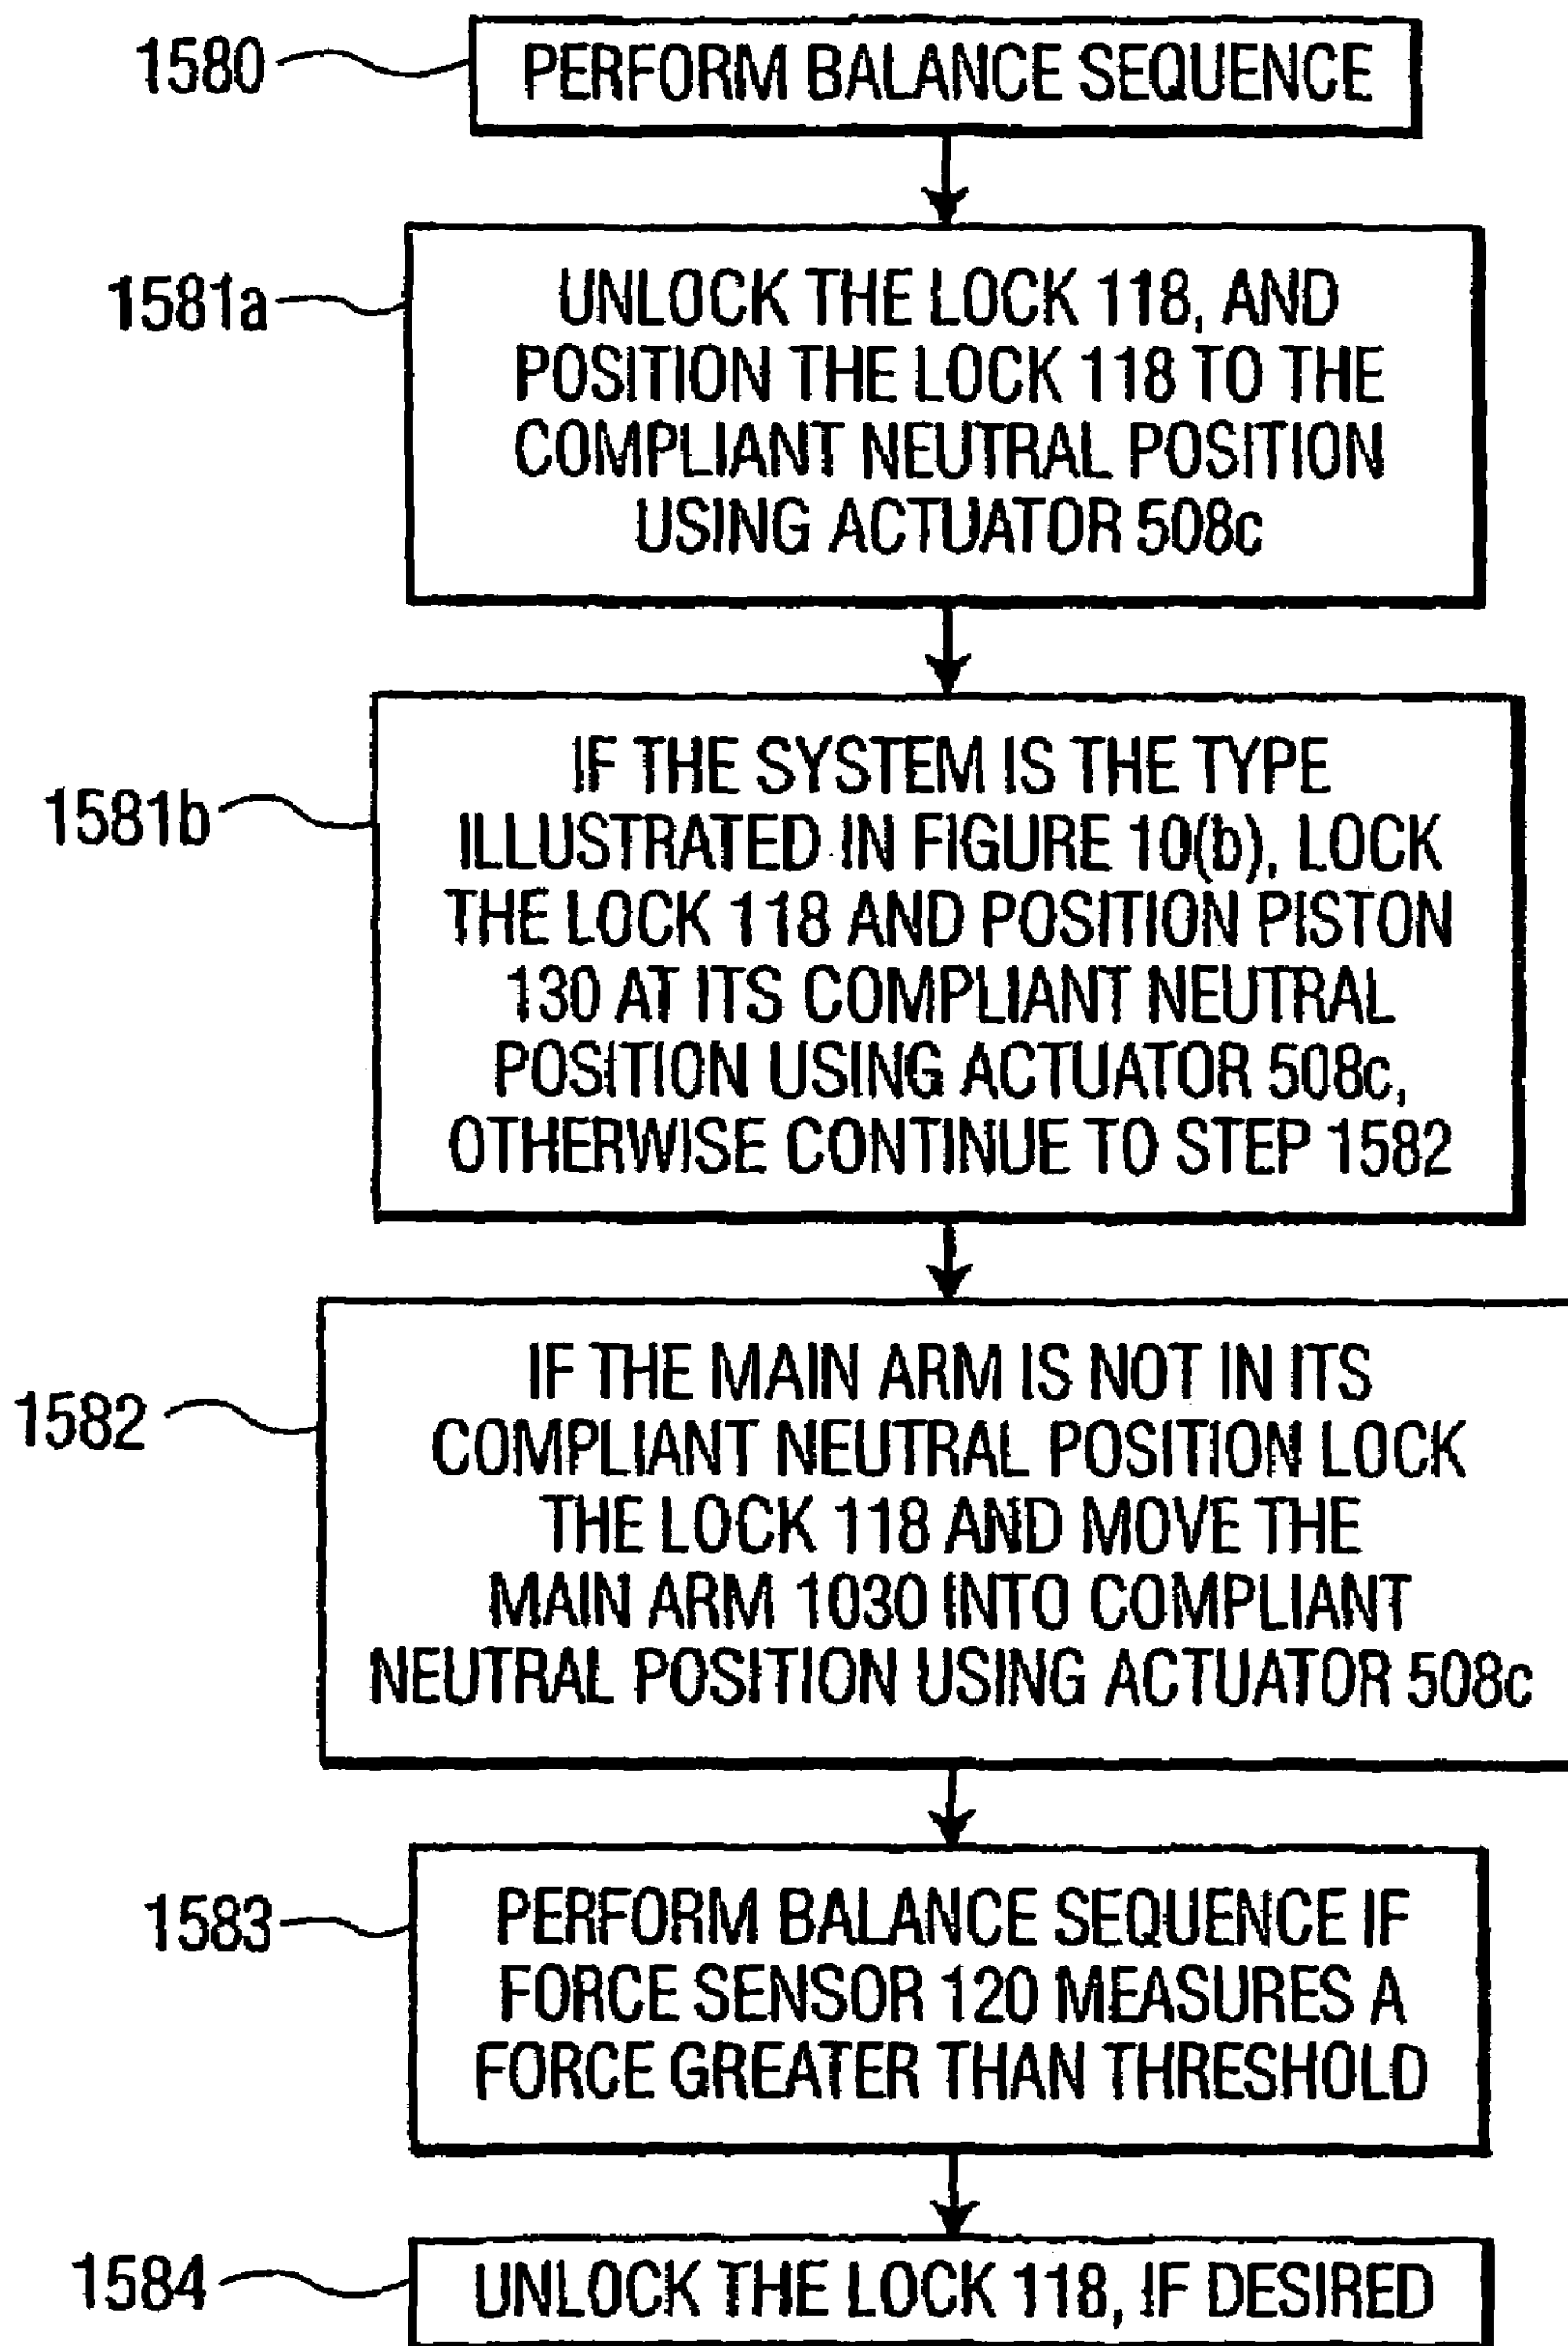 1580
PERFORM BALANCE SEQUENCE
1581a
UNLOCK THE LOCK 118, AND
POSITION THE LOCK 118 TO THE
COMPLIANT NEUTRAL POSITION
USING ACTUATOR 508c
1581b
IF THE SYSTEM IS THE TYPE
ILLUSTRATED IN FIGURE 10(b), LOCK
THE LOCK 118 AND POSITION PISTON
130 AT ITS COMPLIANT NEUTRAL
POSITION USING ACTUATOR 508c,
OTHERWISE CONTINUE TO STEP 1582
1582
IF THE MAIN ARM IS NOT IN ITS
COMPLIANT NEUTRAL POSITION LOCK
THE LOCK 118 AND MOVE THE
MAIN ARM 1030 INTO COMPLIANT
NEUTRAL POSITION USING ACTUATOR 508c
1583
PERFORM BALANCE SEQUENCE IF
FORCE SENSOR 120 MEASURES A
FORCE GREATER THAN THRESHOLD
1584
UNLOCK THE LOCK 118, IF DESIRED